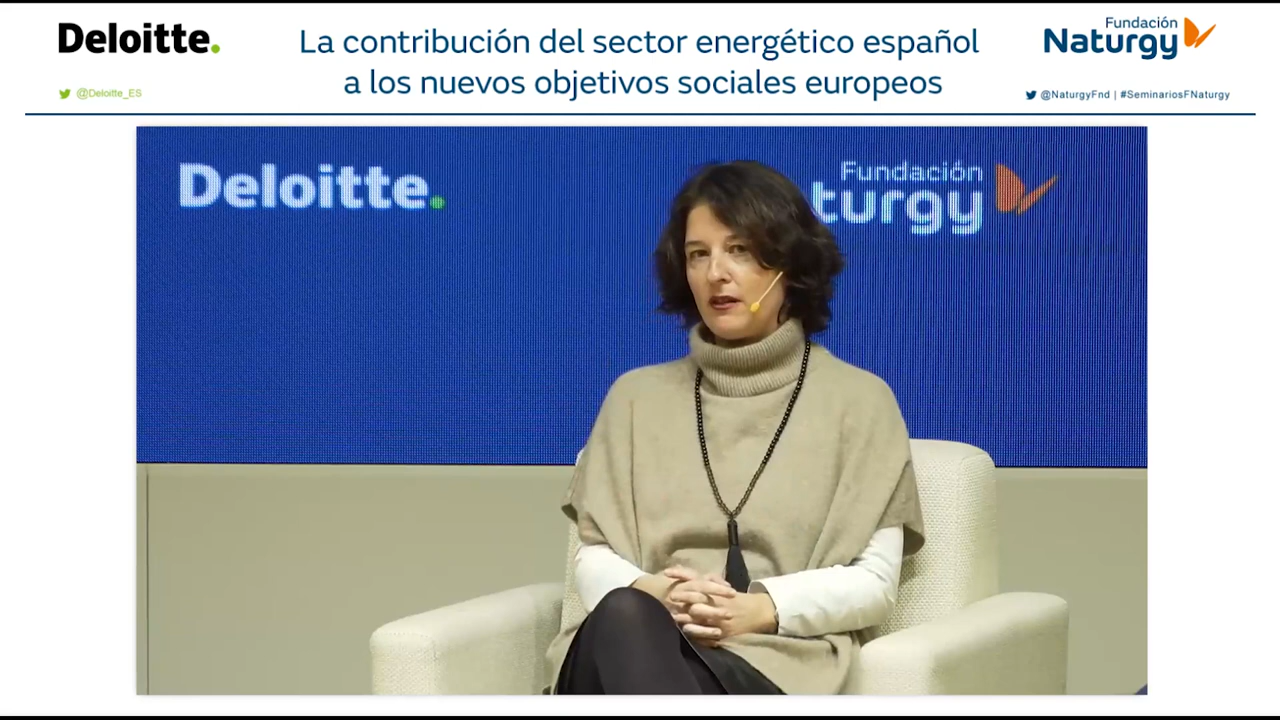 Deloitte.
@Deloitte_ES
La contribución del sector energético español
a los nuevos objetivos sociales europeos
Fundación
Naturgy
@NaturgyFnd | #SeminariosFNaturgy
Deloitte.
Fundación
turgy